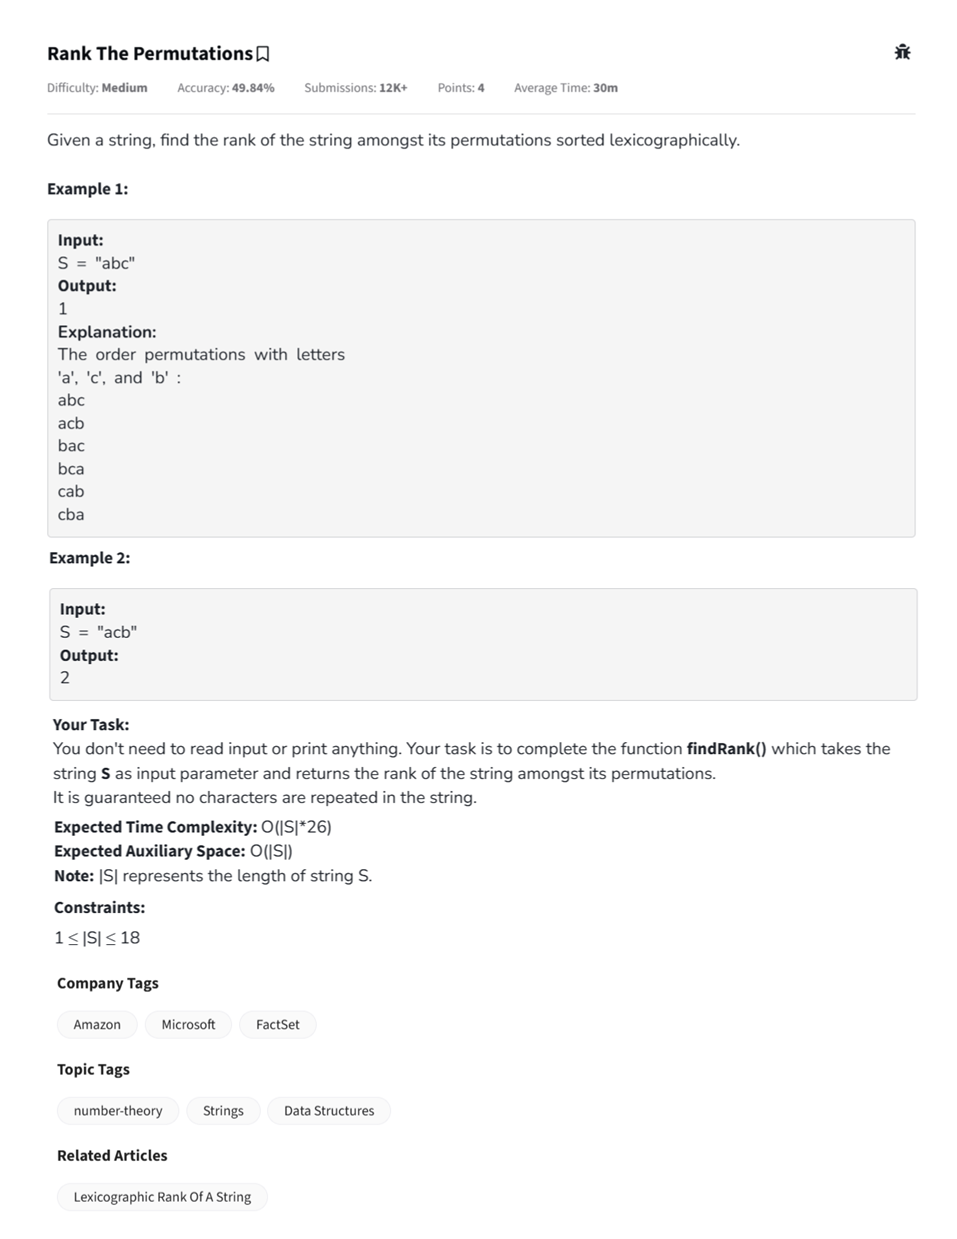 Rank The Permutations
Difficulty: Medium Accuracy: 49.84% Submissions: 12K+ Points: 4 Average Time: 30m
Given a string, find the rank of the string amongst its permutations sorted lexicographically.
Example 1:
Input:
S = "abc"
Output:
1
Explanation:
The order permutations with letters
'a', 'c', and 'b' :
abc
acb
bac
bca
cab
cba
Example 2:
Input:
S = "acb"
Output:
2
Your Task:
You don't need to read input or print anything. Your task is to complete the function findRank() which takes the
string S as input parameter and returns the rank of the string amongst its permutations.
It is guaranteed no characters are repeated in the string.
Expected Time Complexity: O(|S|*26)
Expected Auxiliary Space: O(|S|)
Note: |S| represents the length of string S.
Constraints:
1 ≤ |S| ≤ 18
Company Tags
Amazon Microsoft FactSet
Topic Tags
number-theory Strings Data Structures
Related Articles
Lexicographic Rank Of A String